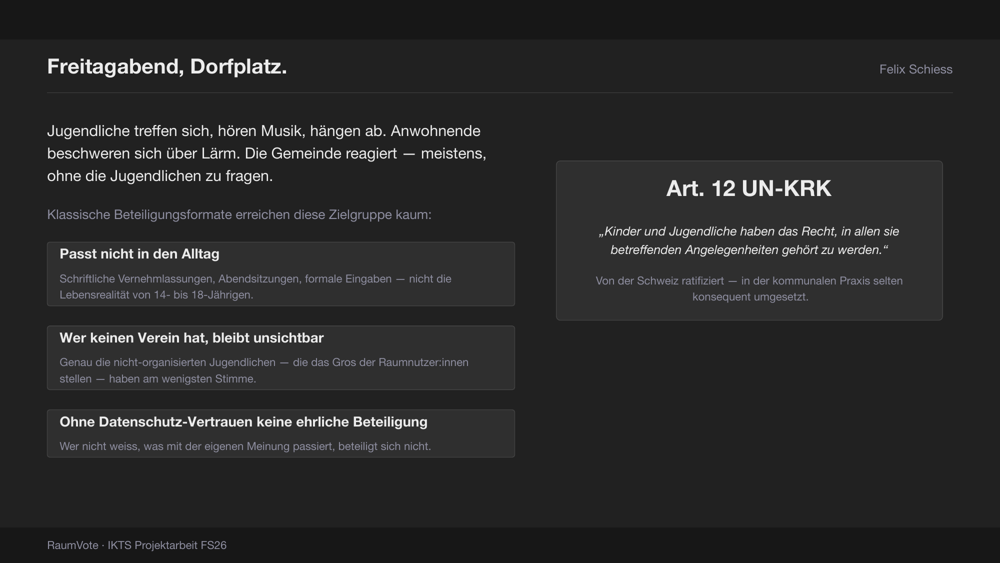 Freitagabend, Dorfplatz.
Felix Schiess
Jugendliche treffen sich, hören Musik, hängen ab. Anwohnende
beschweren sich über Lärm. Die Gemeinde reagiert — meistens,
ohne die Jugendlichen zu fragen.
Klassische Beteiligungsformate erreichen diese Zielgruppe kaum:
Passt nicht in den Alltag
Schriftliche Vernehmlassungen, Abendsitzungen, formale Eingaben — nicht die
Lebensrealität von 14- bis 18-Jährigen.
Wer keinen Verein hat, bleibt unsichtbar
Genau die nicht-organisierten Jugendlichen — die das Gros der Raumnutzer:innen
stellen — haben am wenigsten Stimme.
Ohne Datenschutz-Vertrauen keine ehrliche Beteiligung
Wer nicht weiss, was mit der eigenen Meinung passiert, beteiligt sich nicht.
Art. 12 UN-KRK
„Kinder und Jugendliche haben das Recht, in allen sie
betreffenden Angelegenheiten gehört zu werden.“
Von der Schweiz ratifiziert — in der kommunalen Praxis selten
konsequent umgesetzt.
RaumVote · IKTS Projektarbeit FS26